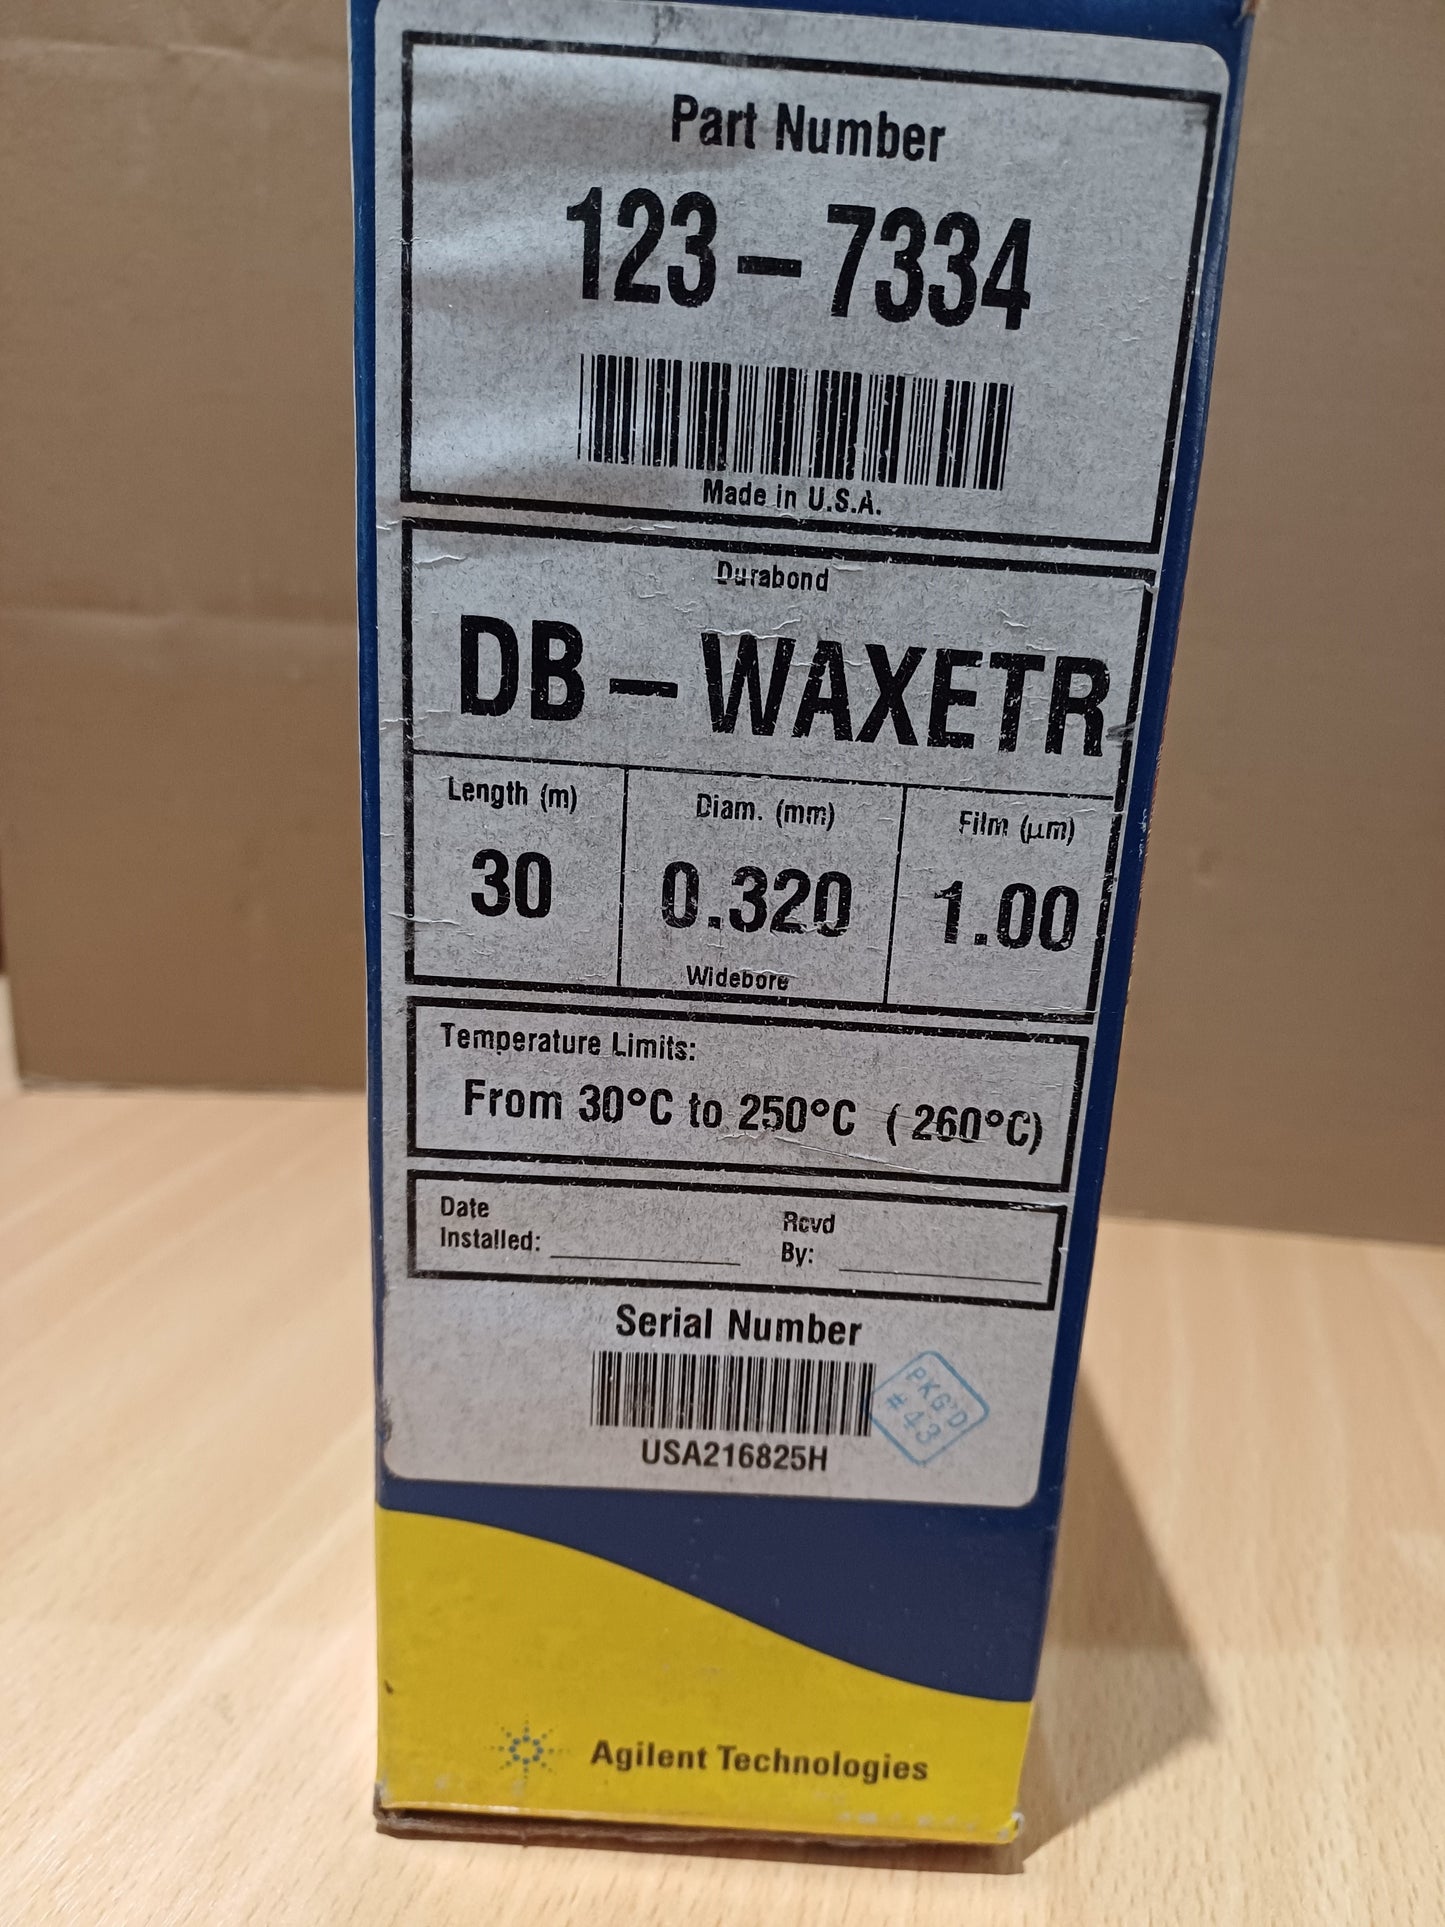 Part Number
123-7334
Made in U.S.A.
Durabond
DB-WAXETR
Length (m)
30
Diam. (mm)
0.320
Widebore
Film (µm)
1.00
Temperature Limits:
From 30°C to 250°C (260°C)
Date
Installed:
Rcvd
By:
Serial Number
USA216825H
PKG'D
#43
Agilent Technologies